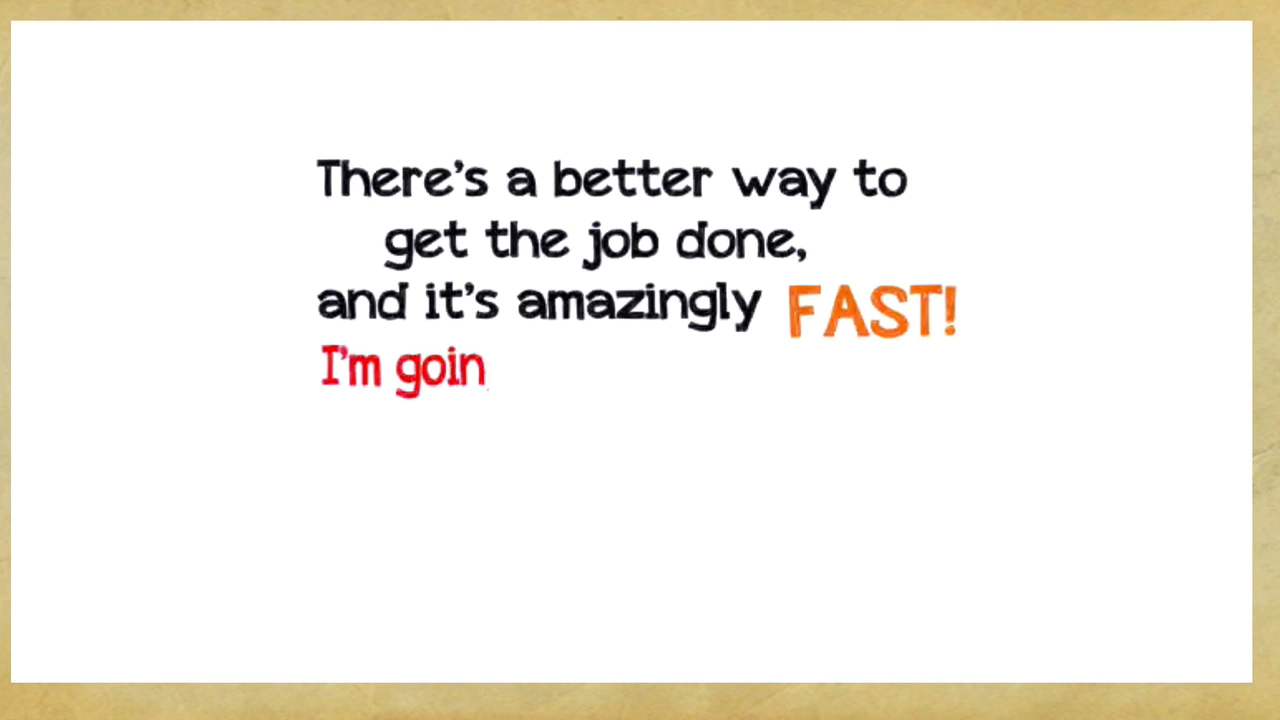 There's a better way to
get the job done,
and it's amazingly FAST!
I'm goin